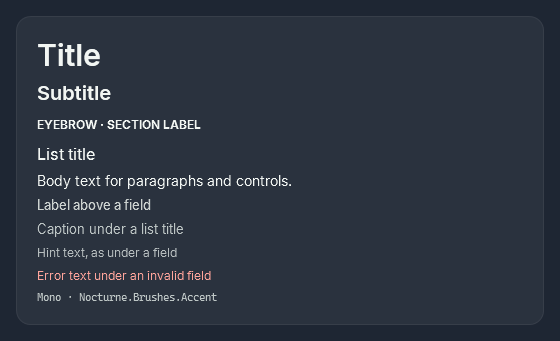 Title
Subtitle
EYEBROW · SECTION LABEL
List title
Body text for paragraphs and controls.
Label above a field
Caption under a list title
Hint text, as under a field
Error text under an invalid field
Mono · Nocturne.Brushes.Accent